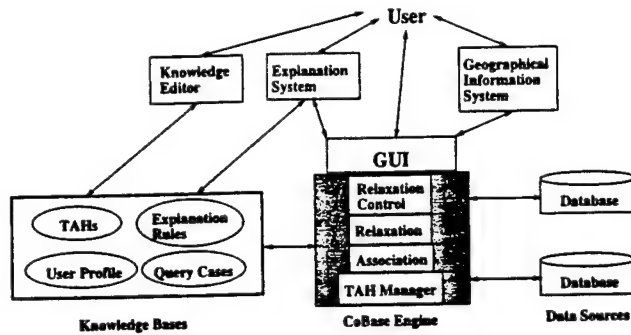 User
Knowledge
Editor
Explanation
System
Geographical
Information
System
GUI
Relaxation
Control
Relaxation
Association
TAH Manager
TAHs
Explanation
Rules
User Profile
Query Cases
Database
Database
Knowledge Bases
CoBase Engine
Data Sources